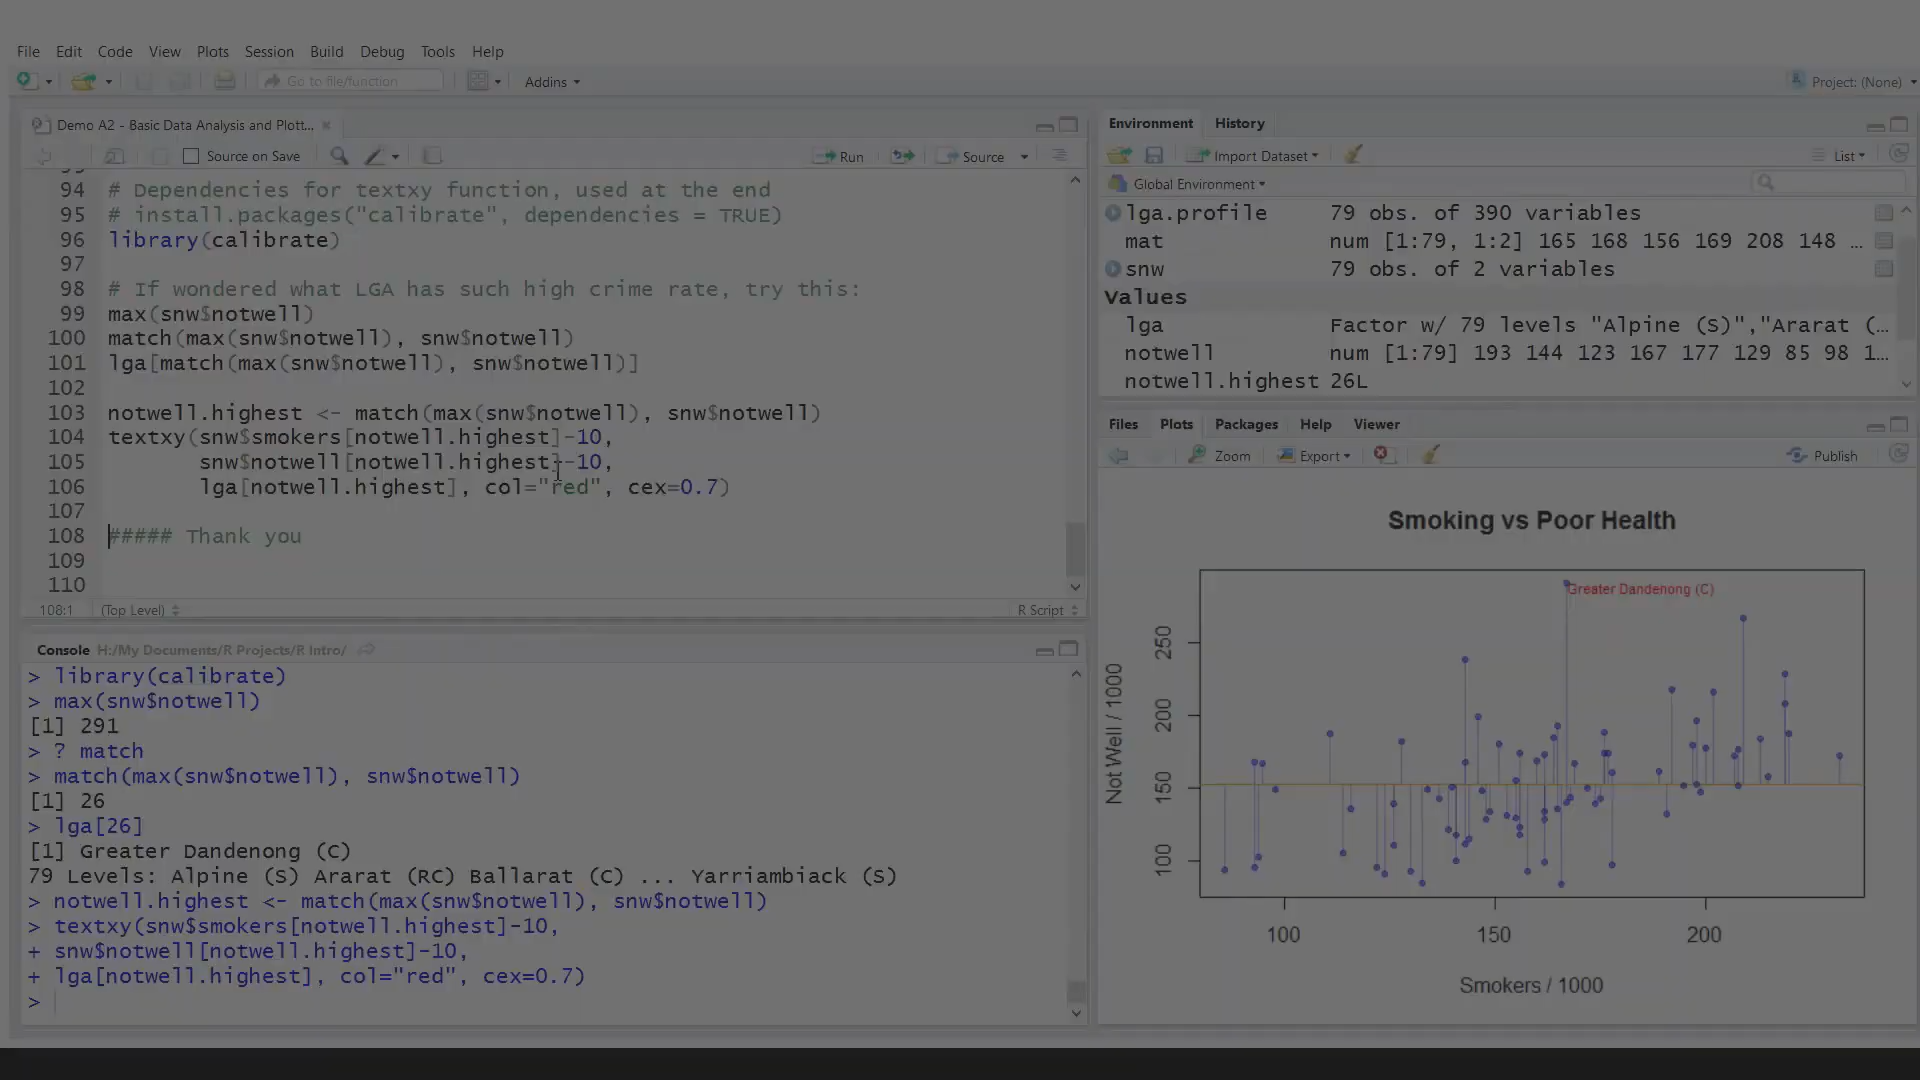 File Edit Code View Plots Session Build Debug Tools Help
Go to file/function Addins Project: (None)
Demo A2 - Basic Data Analysis and Plott...
Source on Save Run Source
94 # Dependencies for textxy function, used at the end
95 # install.packages("calibrate", dependencies = TRUE)
96 library(calibrate)
97
98 # If wondered what LGA has such high crime rate, try this:
99 max(snw$notwell)
100 match(max(snw$notwell), snw$notwell)
101 lga[match(max(snw$notwell), snw$notwell)]
102
103 notwell.highest <- match(max(snw$notwell), snw$notwell)
104 textxy(snw$smokers[notwell.highest]-10,
105 snw$notwell[notwell.highest]-10,
106 lga[notwell.highest], col="red", cex=0.7)
107
108 ##### Thank you
109
110
108:1 (Top Level) R Script
Console H:/My Documents/R Projects/R Intro/
> library(calibrate)
> max(snw$notwell)
[1] 291
> ? match
> match(max(snw$notwell), snw$notwell)
[1] 26
> lga[26]
[1] Greater Dandenong (C)
79 Levels: Alpine (S) Ararat (RC) Ballarat (C) ... Yarriambiack (S)
> notwell.highest <- match(max(snw$notwell), snw$notwell)
> textxy(snw$smokers[notwell.highest]-10,
+ snw$notwell[notwell.highest]-10,
+ lga[notwell.highest], col="red", cex=0.7)
>
Environment History
Import Dataset List
Global Environment
lga.profile 79 obs. of 390 variables
mat num [1:79, 1:2] 165 168 156 169 208 148 ...
snw 79 obs. of 2 variables
Values
lga Factor w/ 79 levels "Alpine (S)","Ararat (...
notwell num [1:79] 193 144 123 167 177 129 85 98 1...
notwell.highest 26L
Files Plots Packages Help Viewer
Zoom Export Publish
Smoking vs Poor Health
Greater Dandenong (C)
Not Well / 1000
250
200
150
100
100 150 200
Smokers / 1000